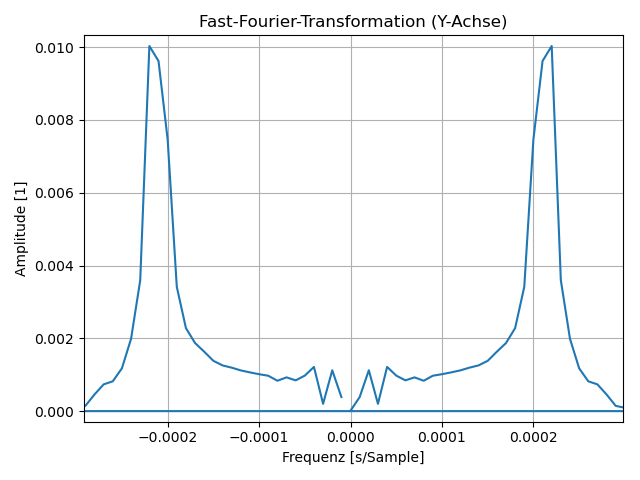 Fast-Fourier-Transformation (Y-Achse)
Amplitude [1]
0.010
0.008
0.006
0.004
0.002
0.000
−0.0002 −0.0001 0.0000 0.0001 0.0002
Frequenz [s/Sample]